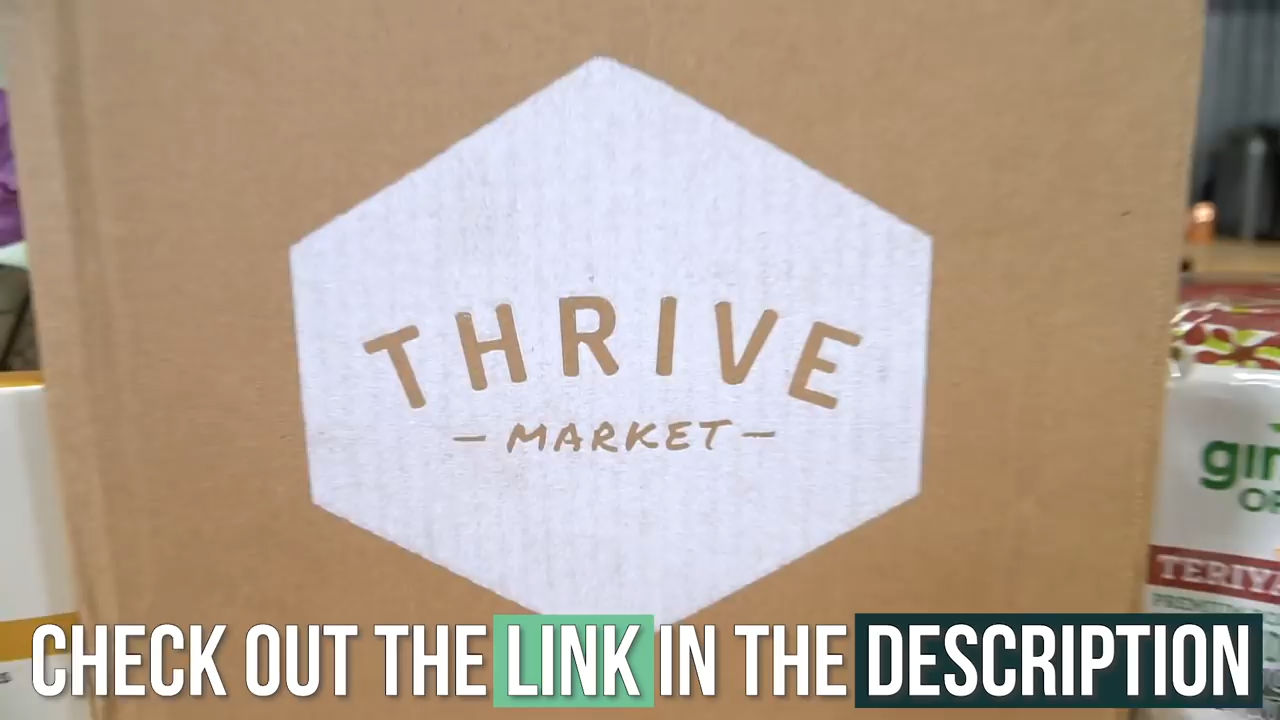 THRIVE
– MARKET –
CHECK OUT THE LINK IN THE DESCRIPTION